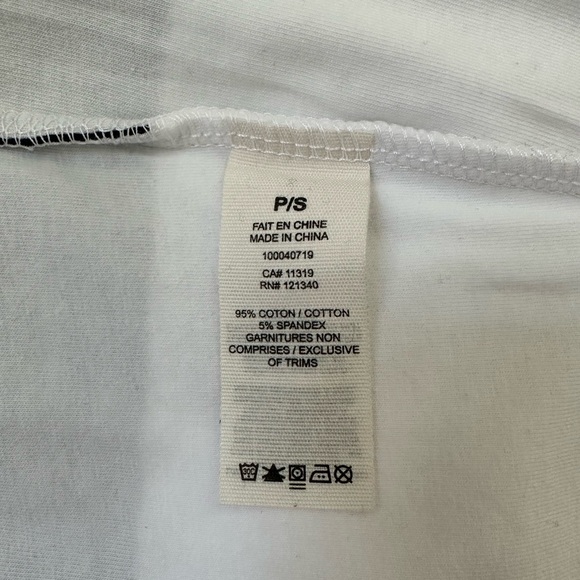 P/S
FAIT EN CHINE
MADE IN CHINA
100040719
CA# 11319
RN# 121340
95% COTON / COTTON
5% SPANDEX
GARNITURES NON
COMPRISES / EXCLUSIVE
OF TRIMS